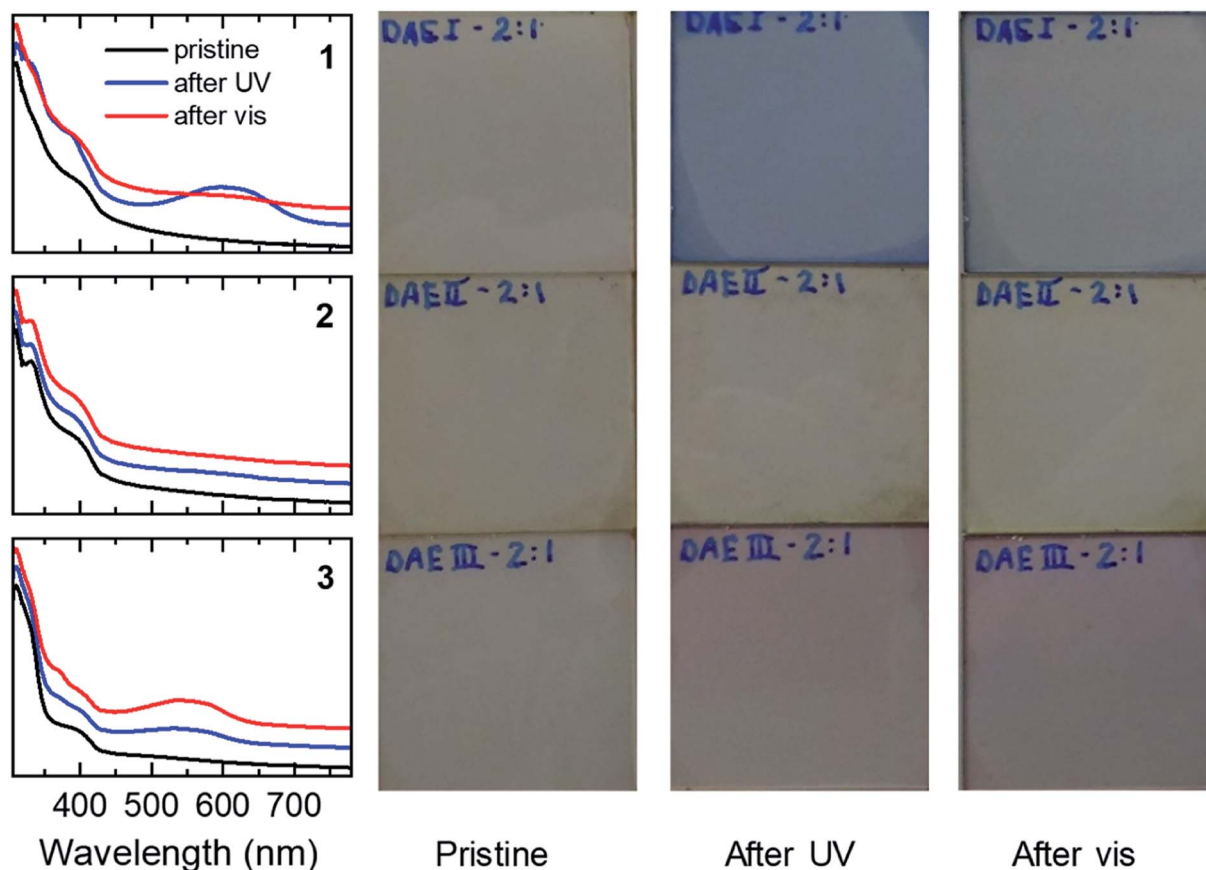 1
pristine
after UV
after vis
2
3
400 500 600 700
Wavelength (nm)
DAE I - 2:1
DAE II - 2:1
DAE III - 2:1
Pristine
DAE I - 2:1
DAE II - 2:1
DAE III - 2:1
After UV
DAE I - 2:1
DAE II - 2:1
DAE III - 2:1
After vis